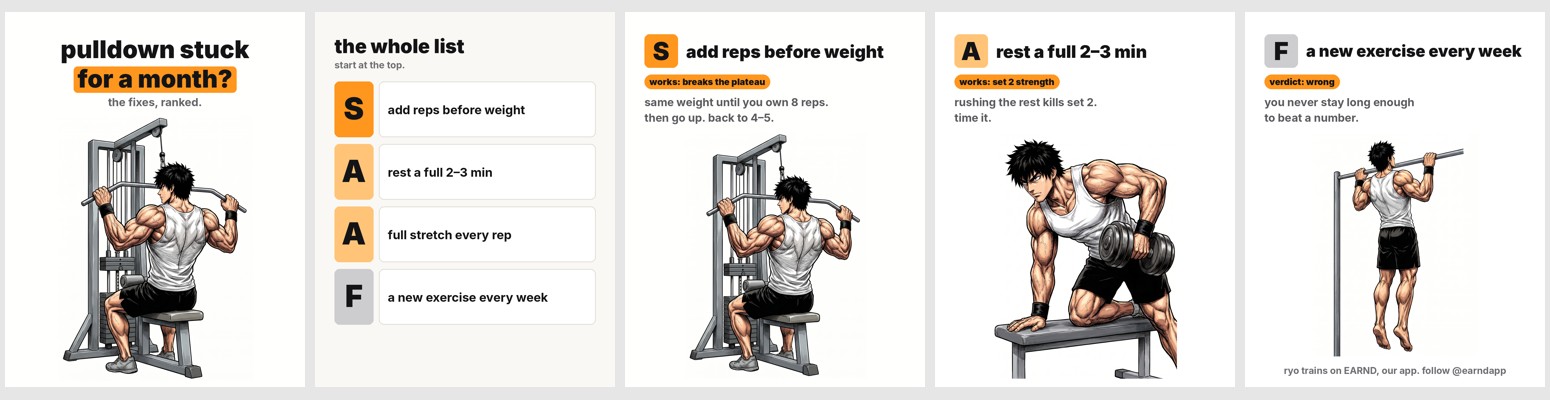 pulldown stuck
for a month?
the fixes, ranked.
the whole list
start at the top.
S
add reps before weight
A
rest a full 2–3 min
A
full stretch every rep
F
a new exercise every week
S add reps before weight
works: breaks the plateau
same weight until you own 8 reps.
then go up. back to 4–5.
A rest a full 2–3 min
works: set 2 strength
rushing the rest kills set 2.
time it.
F a new exercise every week
verdict: wrong
you never stay long enough
to beat a number.
ryo trains on EARND, our app. follow @earndapp